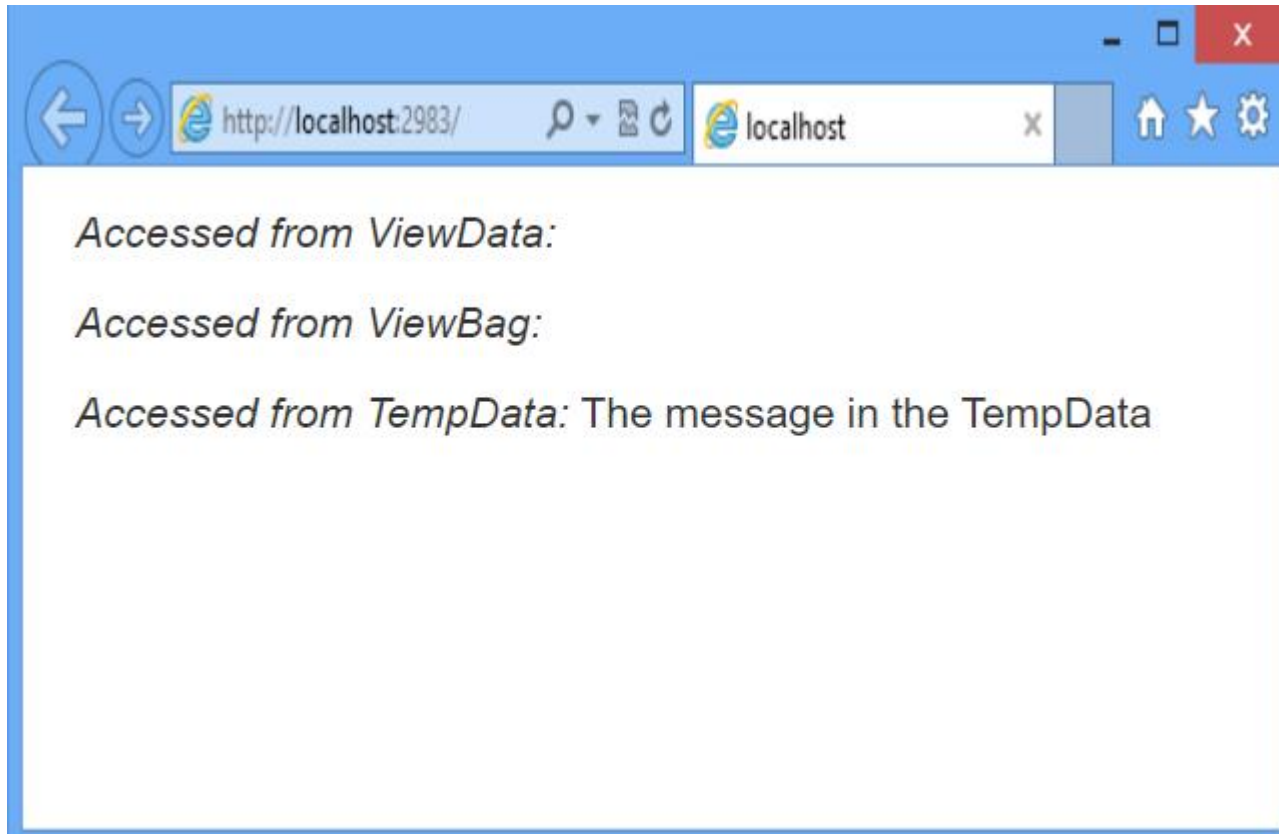 http://localhost:2983/
localhost
Accessed from ViewData:
Accessed from ViewBag:
Accessed from TempData: The message in the TempData